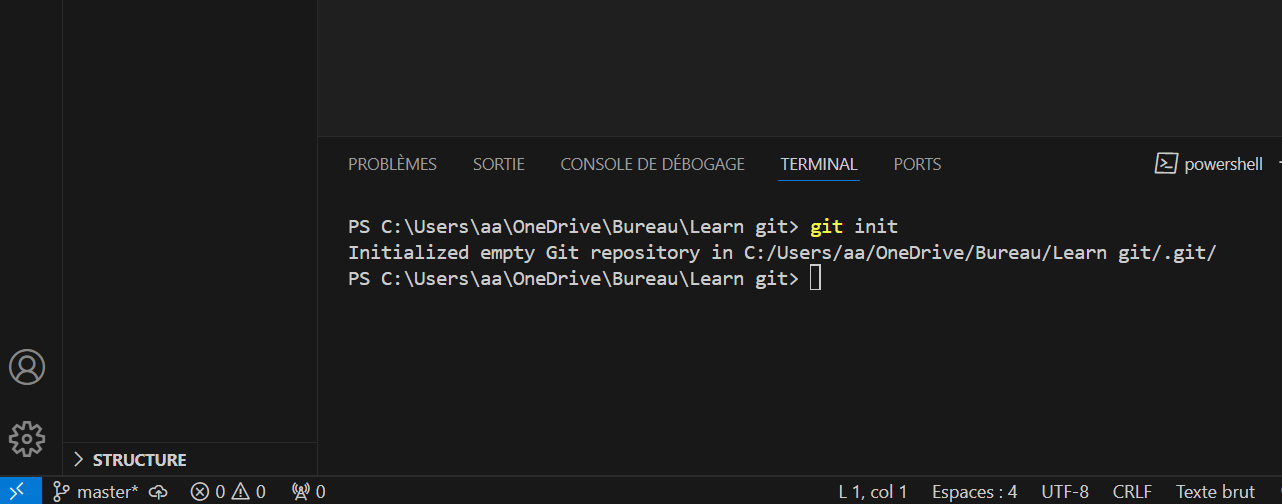 PROBLÈMES SORTIE CONSOLE DE DÉBOGAGE TERMINAL PORTS powershell
PS C:\Users\aa\OneDrive\Bureau\Learn git> git init
Initialized empty Git repository in C:/Users/aa/OneDrive/Bureau/Learn git/.git/
PS C:\Users\aa\OneDrive\Bureau\Learn git>
STRUCTURE
master* 0 0 0 L 1, col 1 Espaces : 4 UTF-8 CRLF Texte brut